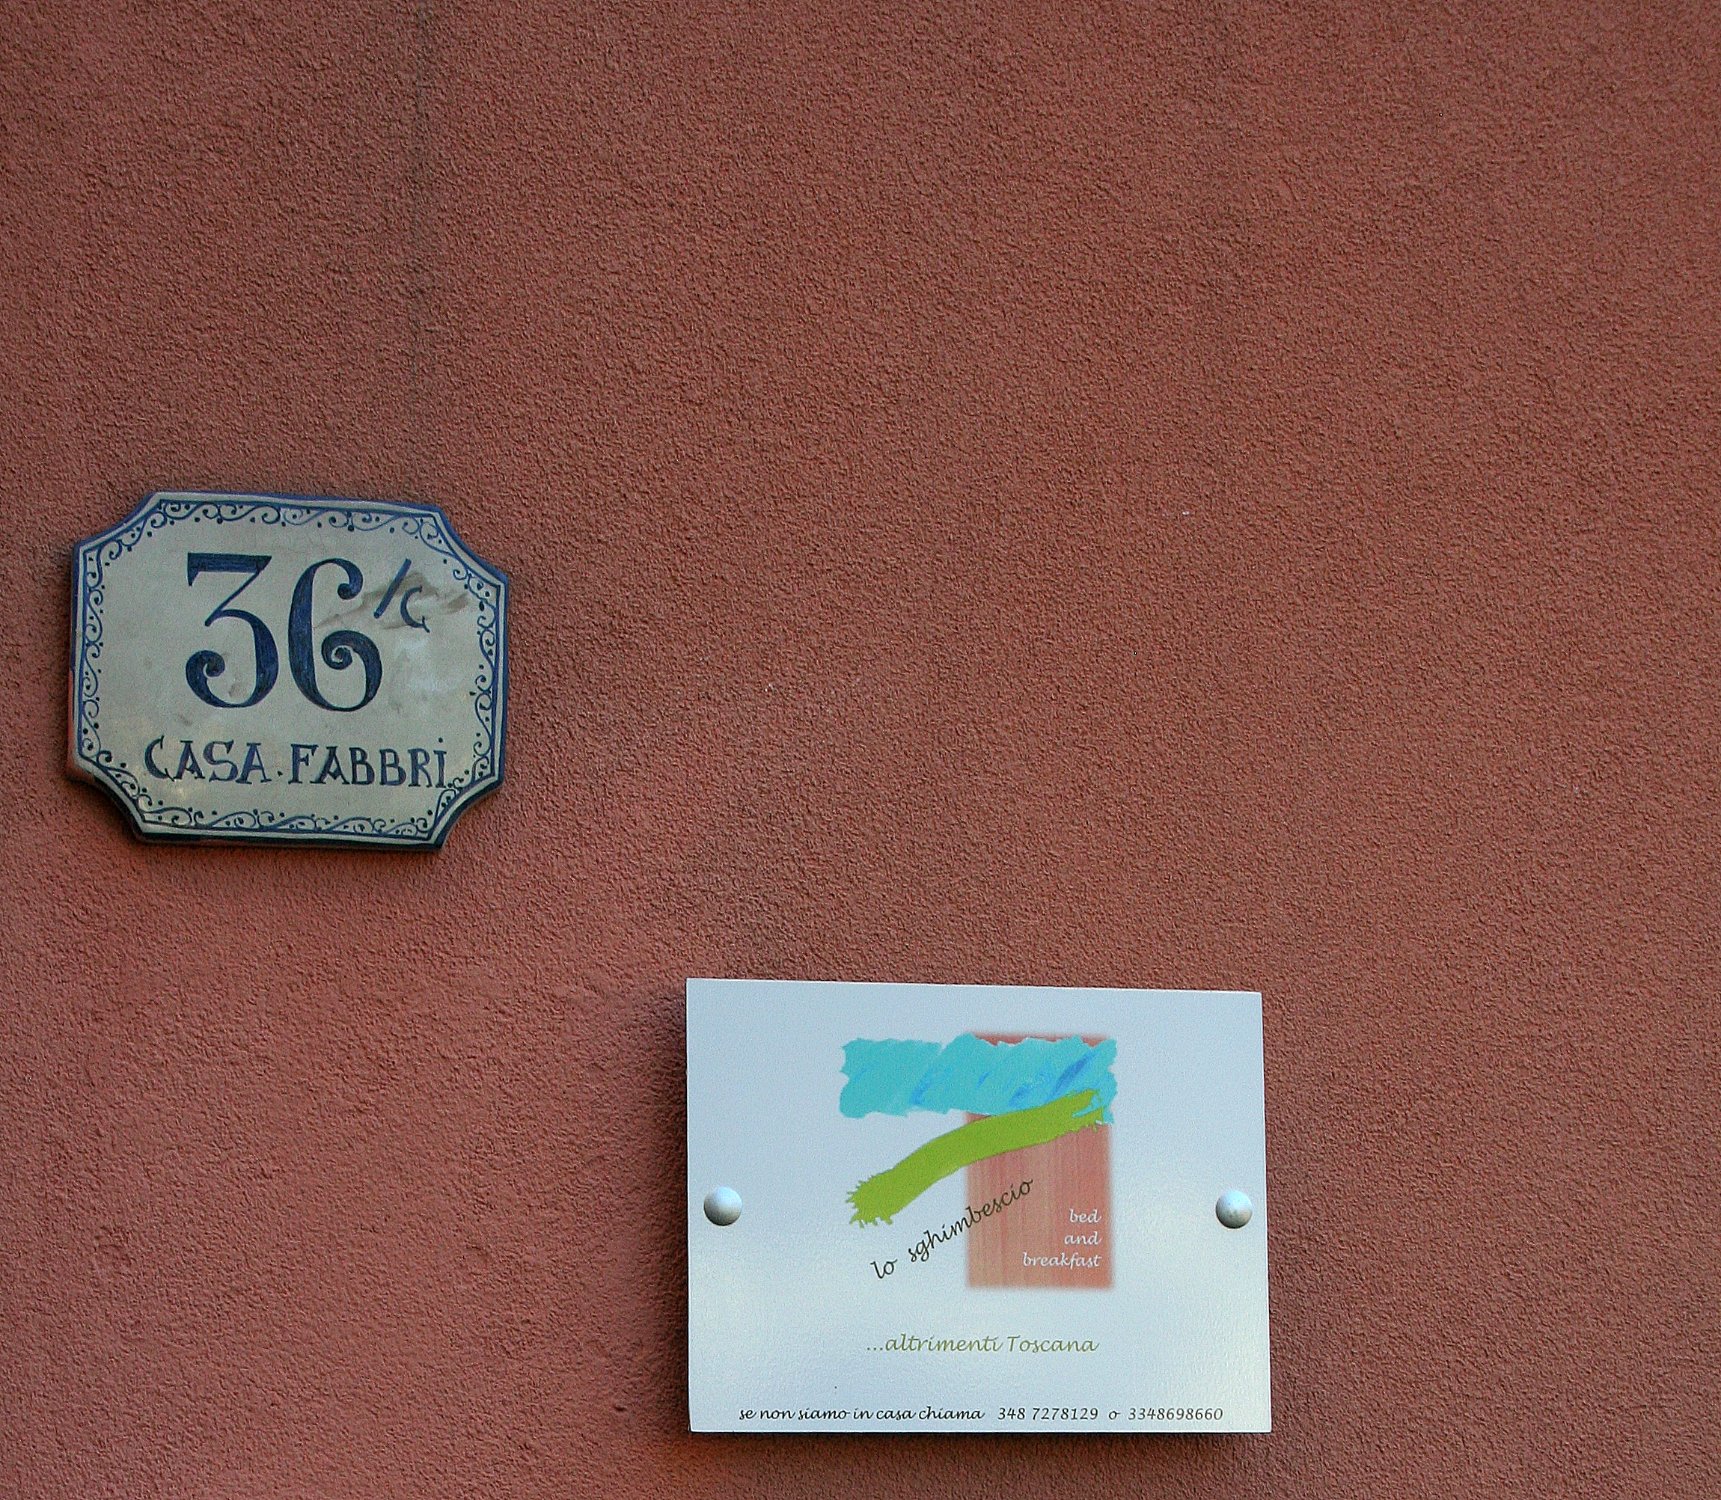 36/C
CASA·FABBRI
lo sghimbescio
bed
and
breakfast
...altrimenti Toscana
se non siamo in casa chiama 348 7278129 o 3348698660